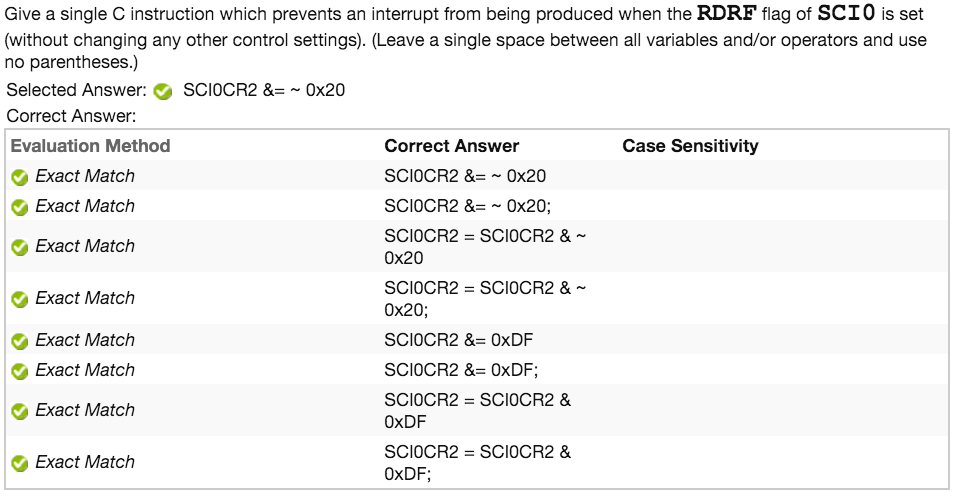 Give a single C instruction which prevents an interrupt from being produced when the RDRF flag of SCI0 is set
(without changing any other control settings). (Leave a single space between all variables and/or operators and use
no parentheses.)
Selected Answer: SCI0CR2 &= ~ 0x20
Correct Answer:
Evaluation Method Correct Answer Case Sensitivity
Exact Match SCI0CR2 &= ~ 0x20
Exact Match SCI0CR2 &= ~ 0x20;
Exact Match SCI0CR2 = SCI0CR2 & ~
0x20
Exact Match SCI0CR2 = SCI0CR2 & ~
0x20;
Exact Match SCI0CR2 &= 0xDF
Exact Match SCI0CR2 &= 0xDF;
Exact Match SCI0CR2 = SCI0CR2 &
0xDF
Exact Match SCI0CR2 = SCI0CR2 &
0xDF;